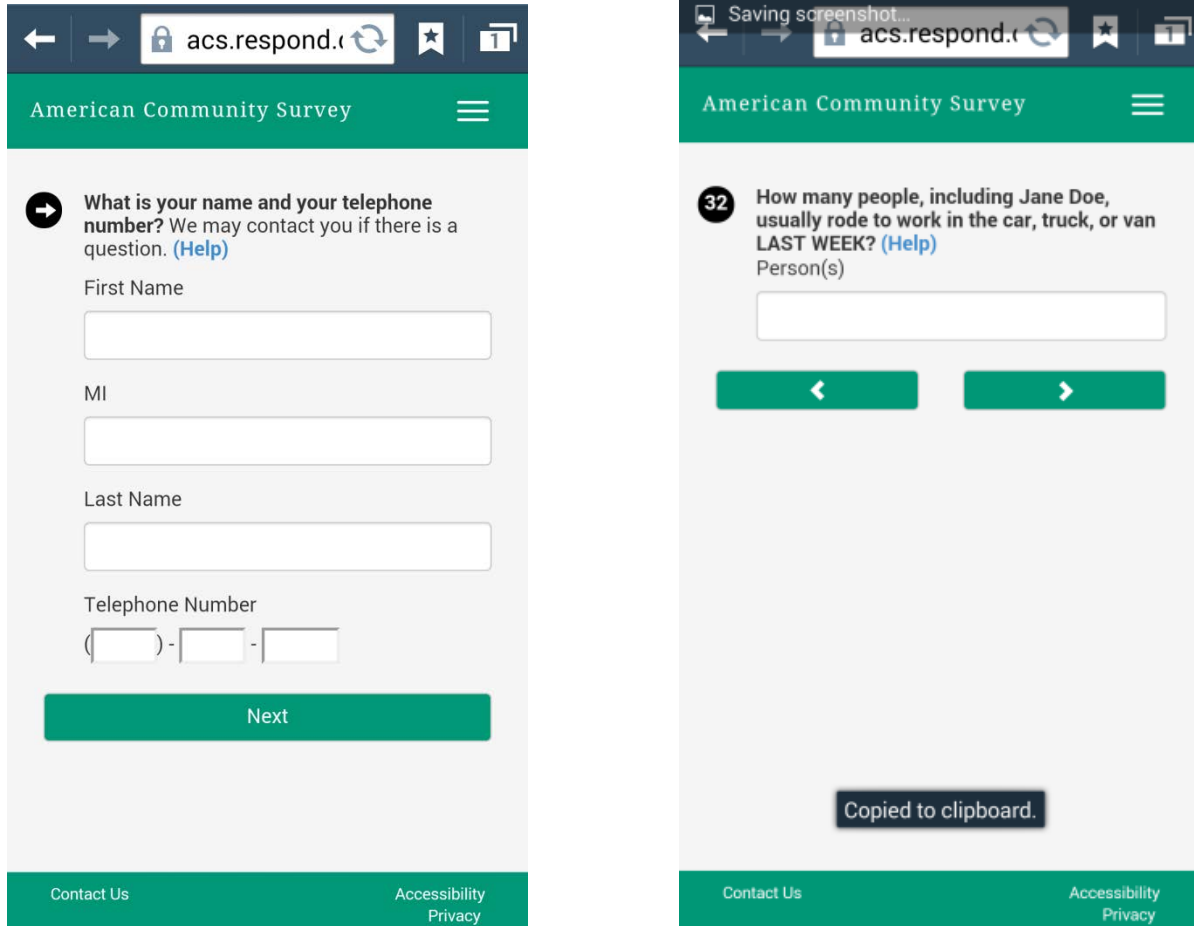 acs.respond.c
1
American Community Survey
What is your name and your telephone
number? We may contact you if there is a
question. (Help)
First Name
MI
Last Name
Telephone Number
( ) - -
Next
Contact Us
Accessibility
Privacy
Saving screenshot...
acs.respond.c
1
American Community Survey
32
How many people, including Jane Doe,
usually rode to work in the car, truck, or van
LAST WEEK? (Help)
Person(s)
Copied to clipboard.
Contact Us
Accessibility
Privacy